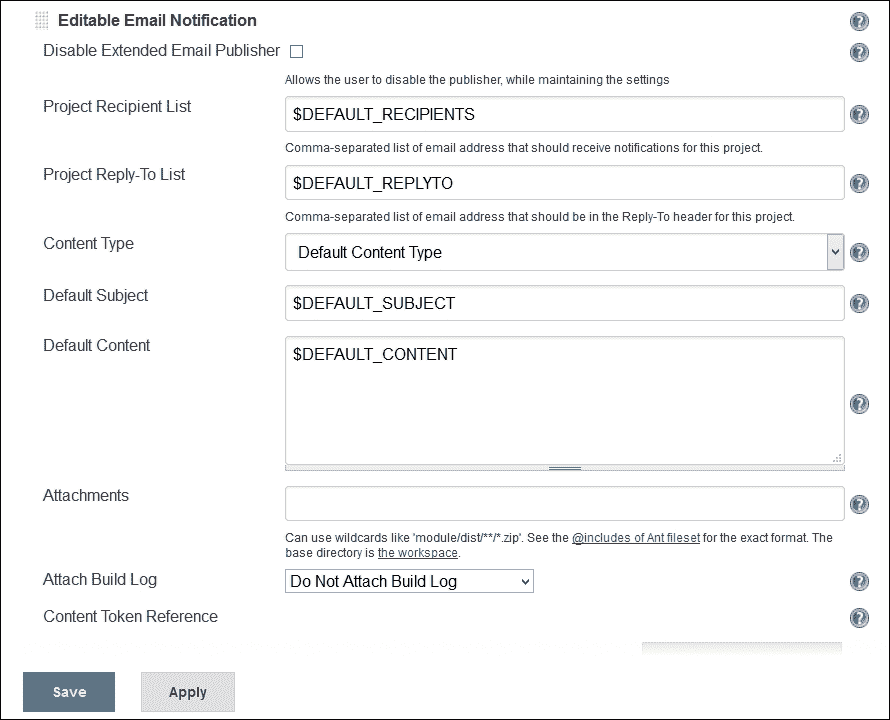 Editable Email Notification
Disable Extended Email Publisher
Allows the user to disable the publisher, while maintaining the settings
Project Recipient List
$DEFAULT_RECIPIENTS
Comma-separated list of email address that should receive notifications for this project.
Project Reply-To List
$DEFAULT_REPLYTO
Comma-separated list of email address that should be in the Reply-To header for this project.
Content Type
Default Content Type
Default Subject
$DEFAULT_SUBJECT
Default Content
$DEFAULT_CONTENT
Attachments
Can use wildcards like 'module/dist/**/*.zip'. See the @includes of Ant fileset for the exact format. The
base directory is the workspace.
Attach Build Log
Do Not Attach Build Log
Content Token Reference
Save
Apply